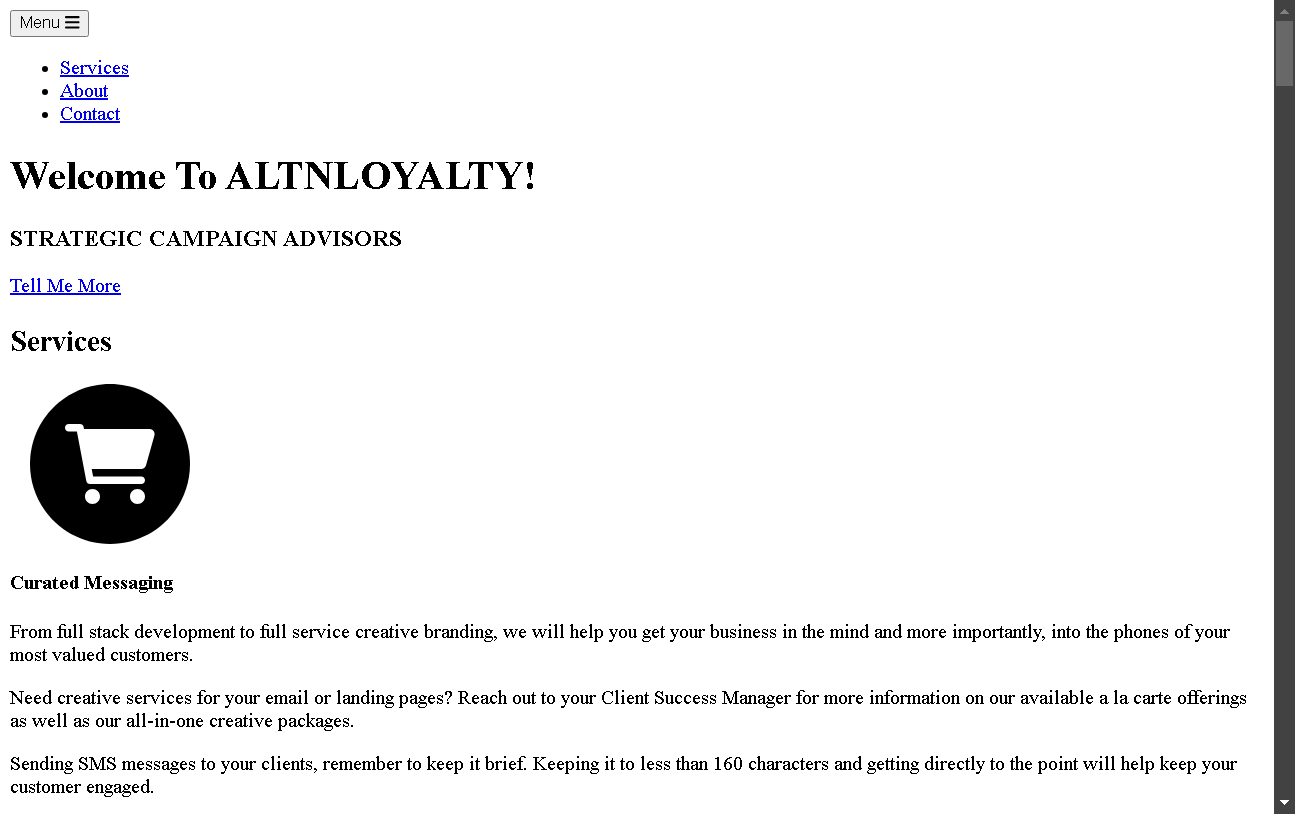 Menu
Services
About
Contact
Welcome To ALTNLOYALTY!
STRATEGIC CAMPAIGN ADVISORS
Tell Me More
Services
Curated Messaging
From full stack development to full service creative branding, we will help you get your business in the mind and more importantly, into the phones of your
most valued customers.
Need creative services for your email or landing pages? Reach out to your Client Success Manager for more information on our available a la carte offerings
as well as our all-in-one creative packages.
Sending SMS messages to your clients, remember to keep it brief. Keeping it to less than 160 characters and getting directly to the point will help keep your
customer engaged.